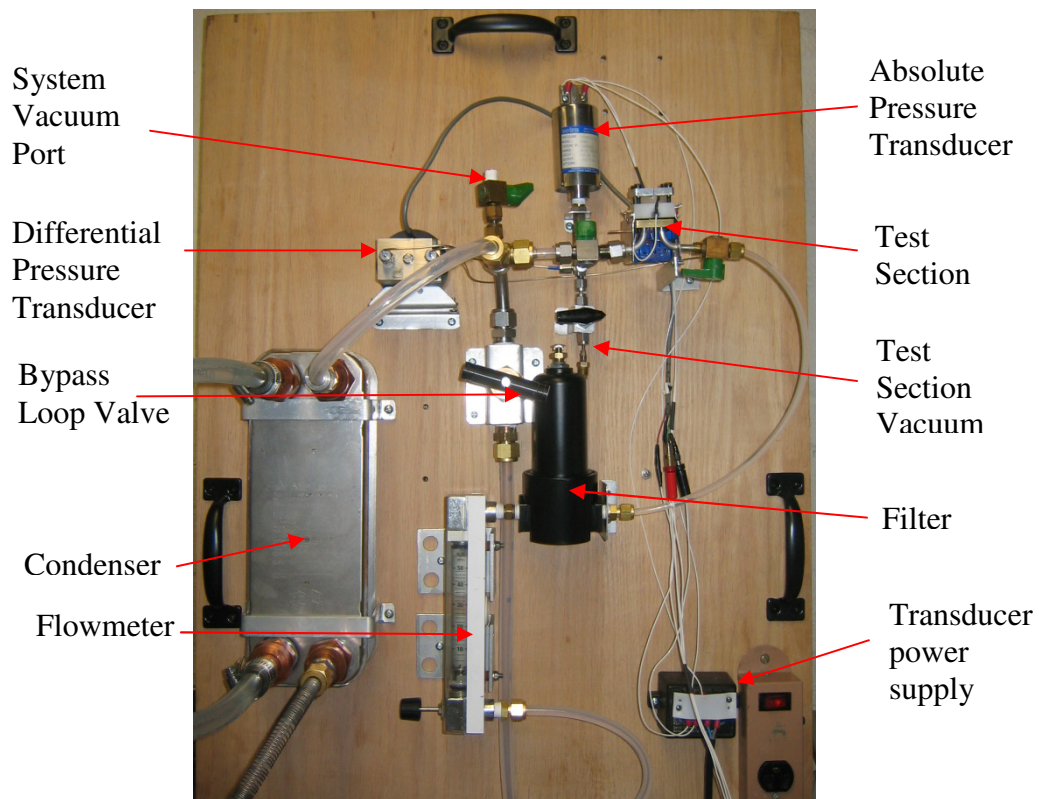 System
Vacuum
Port
Differential
Pressure
Transducer
Bypass
Loop Valve
Condenser
Flowmeter
Absolute
Pressure
Transducer
Test
Section
Test
Section
Vacuum
Filter
Transducer
power
supply